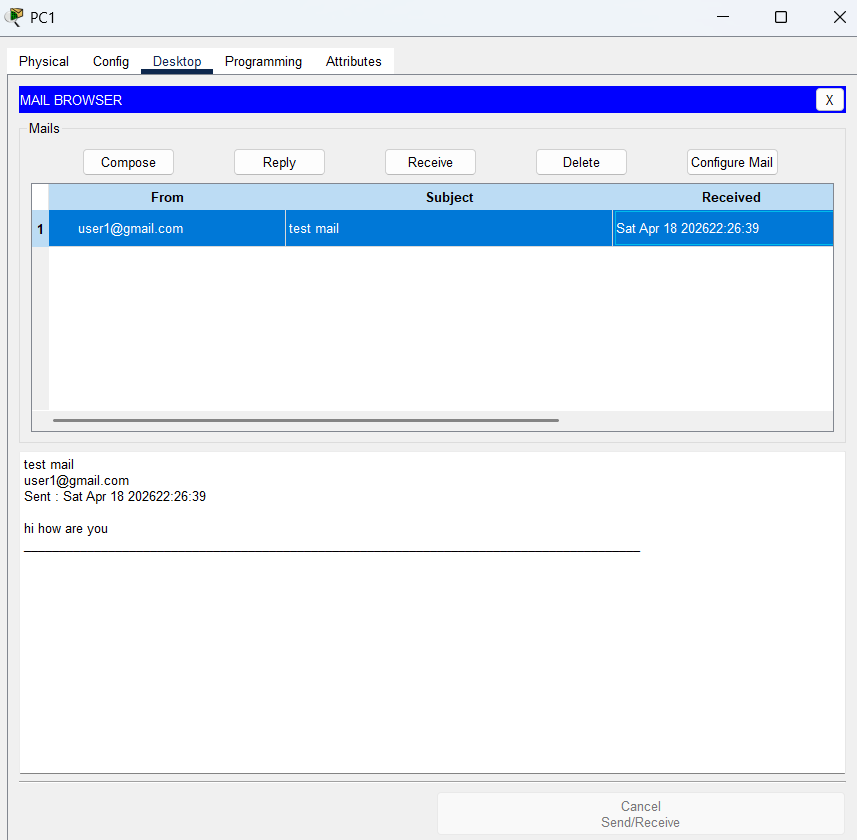 PC1
Physical Config Desktop Programming Attributes
MAIL BROWSER X
Mails
Compose Reply Receive Delete Configure Mail
From Subject Received
1 user1@gmail.com test mail Sat Apr 18 202622:26:39
test mail
user1@gmail.com
Sent : Sat Apr 18 202622:26:39
hi how are you
Cancel
Send/Receive